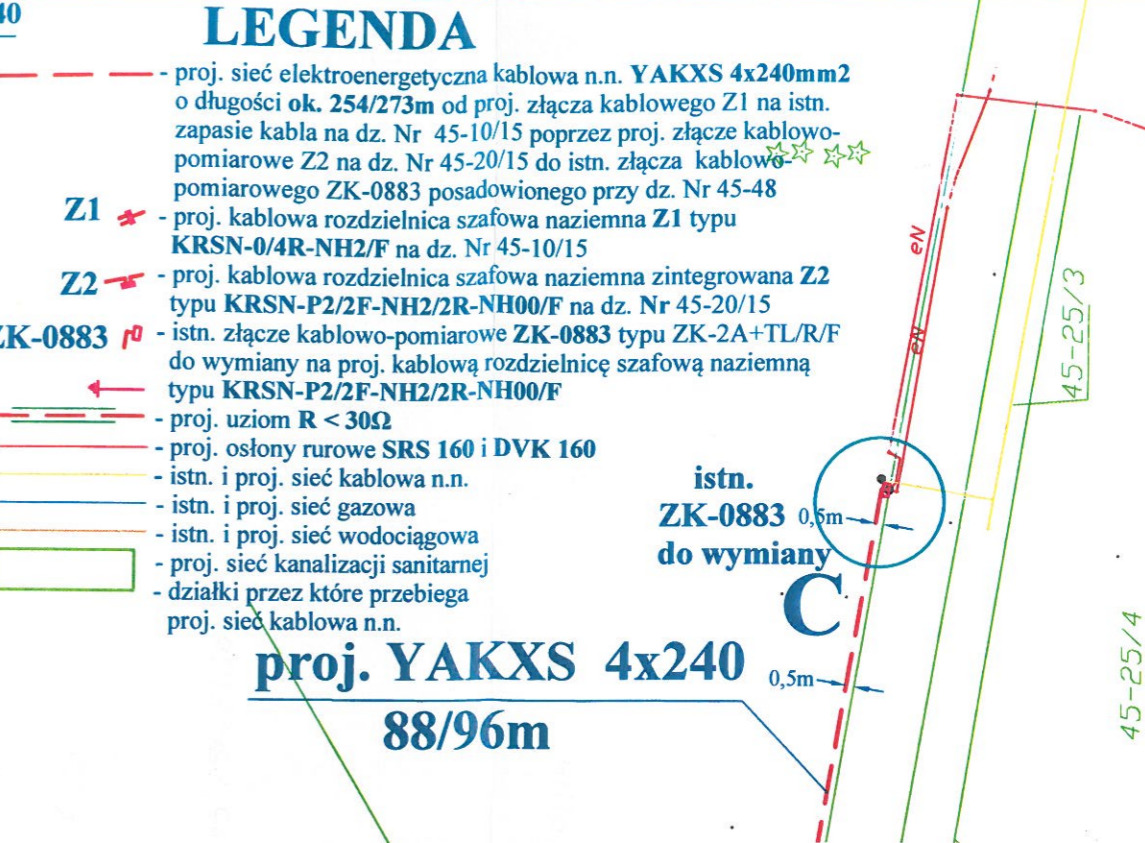 40
LEGENDA
- proj. sieć elektroenergetyczna kablowa n.n. YAKXS 4x240mm2
o długości ok. 254/273m od proj. złącza kablowego Z1 na istn.
zapasie kabla na dz. Nr 45-10/15 poprzez proj. złącze kablowo-
pomiarowe Z2 na dz. Nr 45-20/15 do istn. złącza kablowo-
pomiarowego ZK-0883 posadowionego przy dz. Nr 45-48
Z1 - proj. kablowa rozdzielnica szafowa naziemna Z1 typu
KRSN-0/4R-NH2/F na dz. Nr 45-10/15
Z2 - proj. kablowa rozdzielnica szafowa naziemna zintegrowana Z2
typu KRSN-P2/2F-NH2/2R-NH00/F na dz. Nr 45-20/15
ZK-0883 - istn. złącze kablowo-pomiarowe ZK-0883 typu ZK-2A+TL/R/F
do wymiany na proj. kablową rozdzielnicę szafową naziemną
typu KRSN-P2/2F-NH2/2R-NH00/F
- proj. uziom R < 30Ω
- proj. osłony rurowe SRS 160 i DVK 160
- istn. i proj. sieć kablowa n.n.
- istn. i proj. sieć gazowa
- istn. i proj. sieć wodociągowa
- proj. sieć kanalizacji sanitarnej
- działki przez które przebiega
proj. sieć kablowa n.n.
eN
eN
45-25/3
istn.
ZK-0883 0,5m
do wymiany
C
proj. YAKXS 4x240
88/96m
0,5m
45-25/4